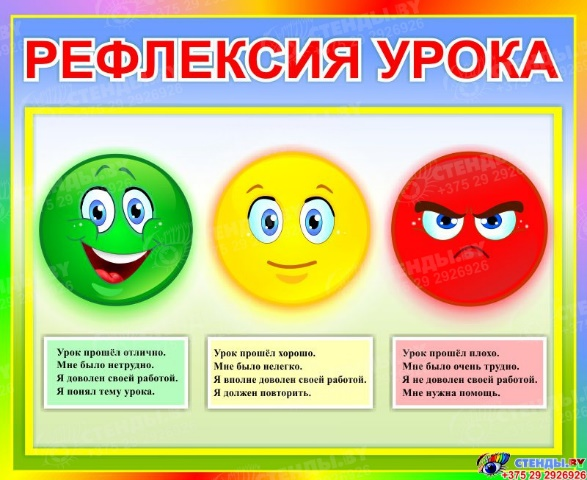 РЕФЛЕКСИЯ УРОКА
Урок прошёл отлично.
Мне было нетрудно.
Я доволен своей работой.
Я понял тему урока.
Урок прошёл хорошо.
Мне было нелегко.
Я вполне доволен своей работой.
Я должен повторить.
Урок прошёл плохо.
Мне было очень трудно.
Я не доволен своей работой.
Мне нужна помощь.
СТЕНДЫ.BY
+375 29 2926926